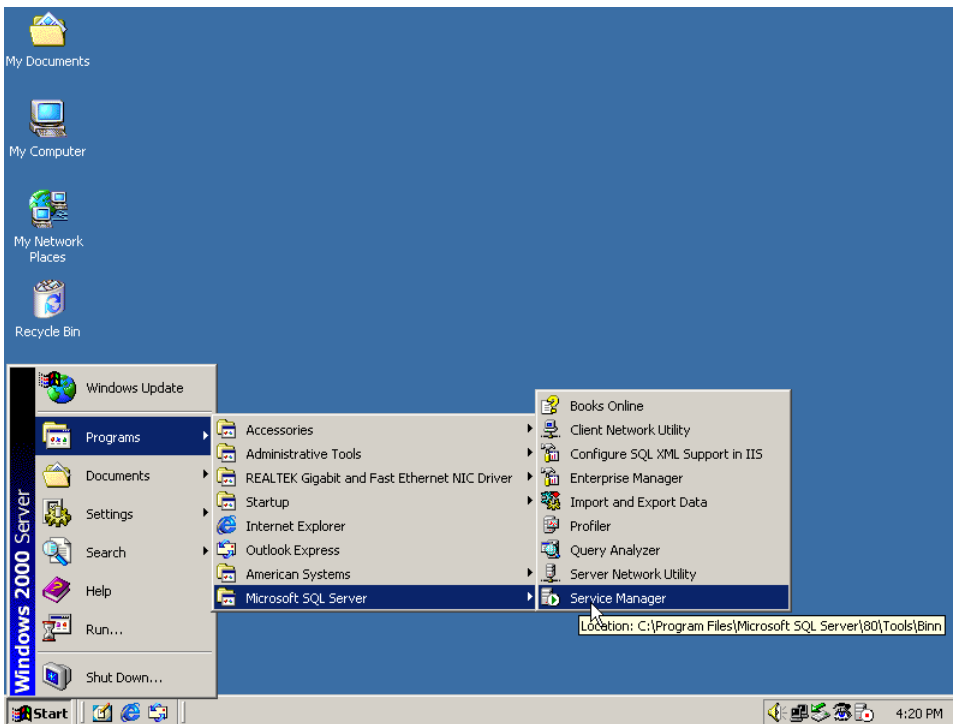 My Documents
My Computer
My Network
Places
Recycle Bin
Windows 2000 Server
Windows Update
Programs
Documents
Settings
Search
Help
Run...
Shut Down...
Accessories
Administrative Tools
REALTEK Gigabit and Fast Ethernet NIC Driver
Startup
Internet Explorer
Outlook Express
American Systems
Microsoft SQL Server
Books Online
Client Network Utility
Configure SQL XML Support in IIS
Enterprise Manager
Import and Export Data
Profiler
Query Analyzer
Server Network Utility
Service Manager
Location: C:\Program Files\Microsoft SQL Server\80\Tools\Binn
Start
4:20 PM